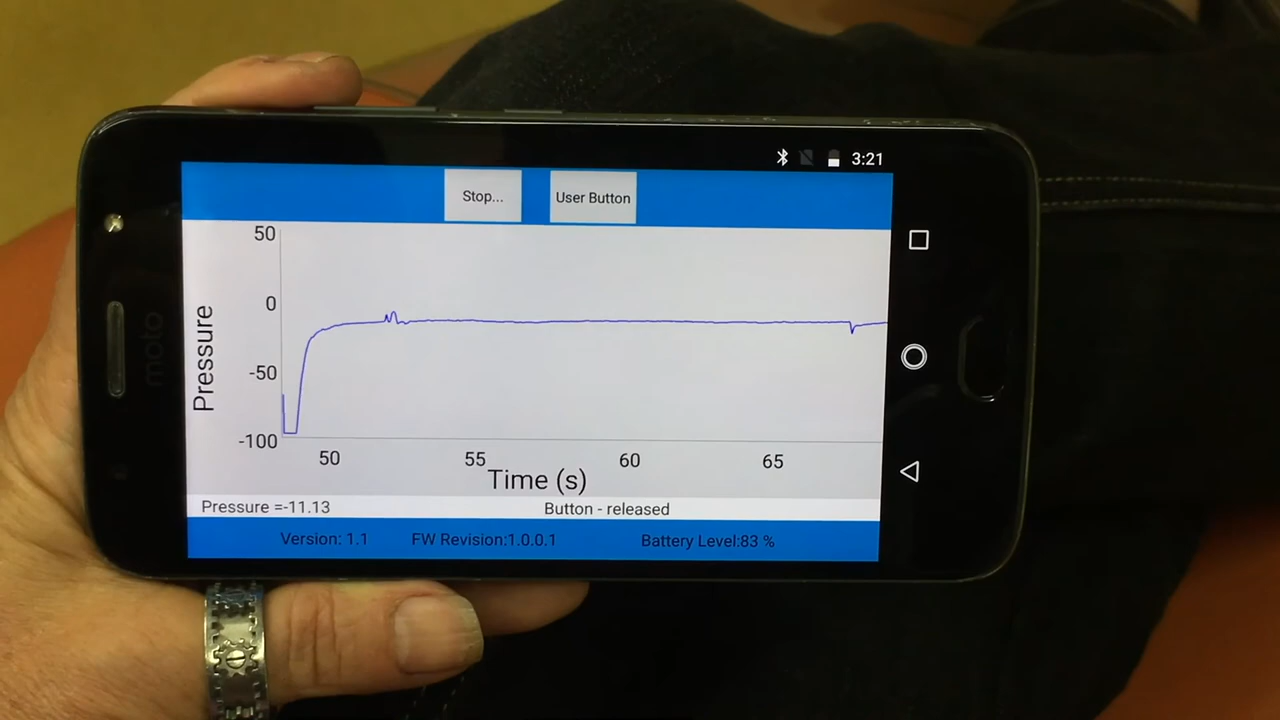 3:21
Stop...
User Button
50
0
-50
-100
Pressure
50 55 60 65
Time (s)
Pressure =-11.13
Button - released
Version: 1.1
FW Revision:1.0.0.1
Battery Level:83 %
moto